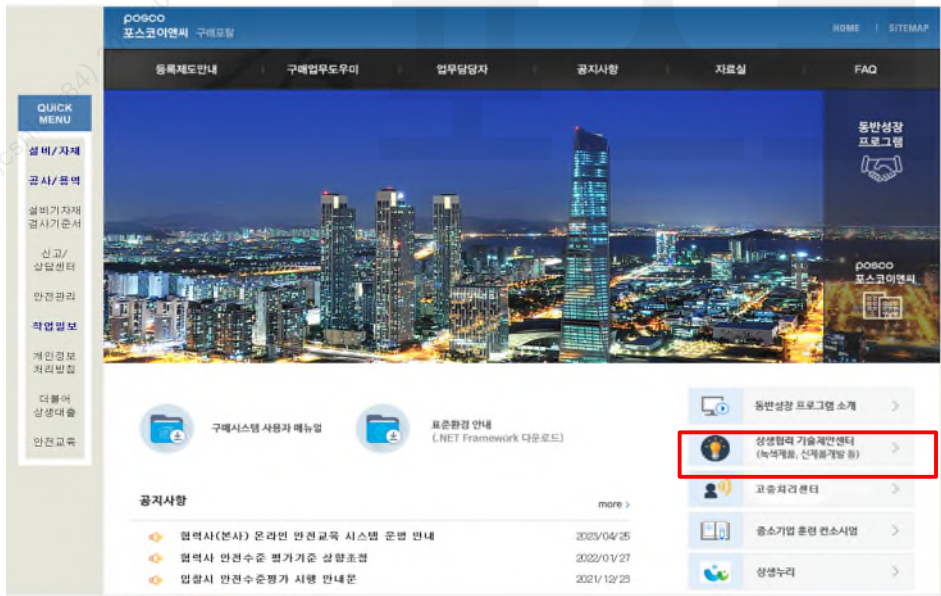 posco
포스코이앤씨 구매포탈
HOME | SITEMAP
등록제도안내
구매업무도우미
업무담당자
공지사항
자료실
FAQ
QUICK
MENU
설비/자재
공사/용역
설비기자재
검사기준서
신고/
상담센터
안전관리
작업일보
개인정보
처리방침
더불어
상생대출
안전교육
동반성장
프로그램
posco
포스코이앤씨
구매시스템 사용자 매뉴얼
표준환경 안내
(.NET Framework 다운로드)
동반성장 프로그램 소개
상생협력 기술제안센터
(녹색제품, 신제품개발 등)
고충처리센터
중소기업 훈련 컨소시엄
상생누리
공지사항
more >
협력사(본사) 온라인 안전교육 시스템 운영 안내 2023/04/25
협력사 안전수준 평가기준 상향조정 2022/01/27
입찰시 안전수준평가 시행 안내문 2021/12/23